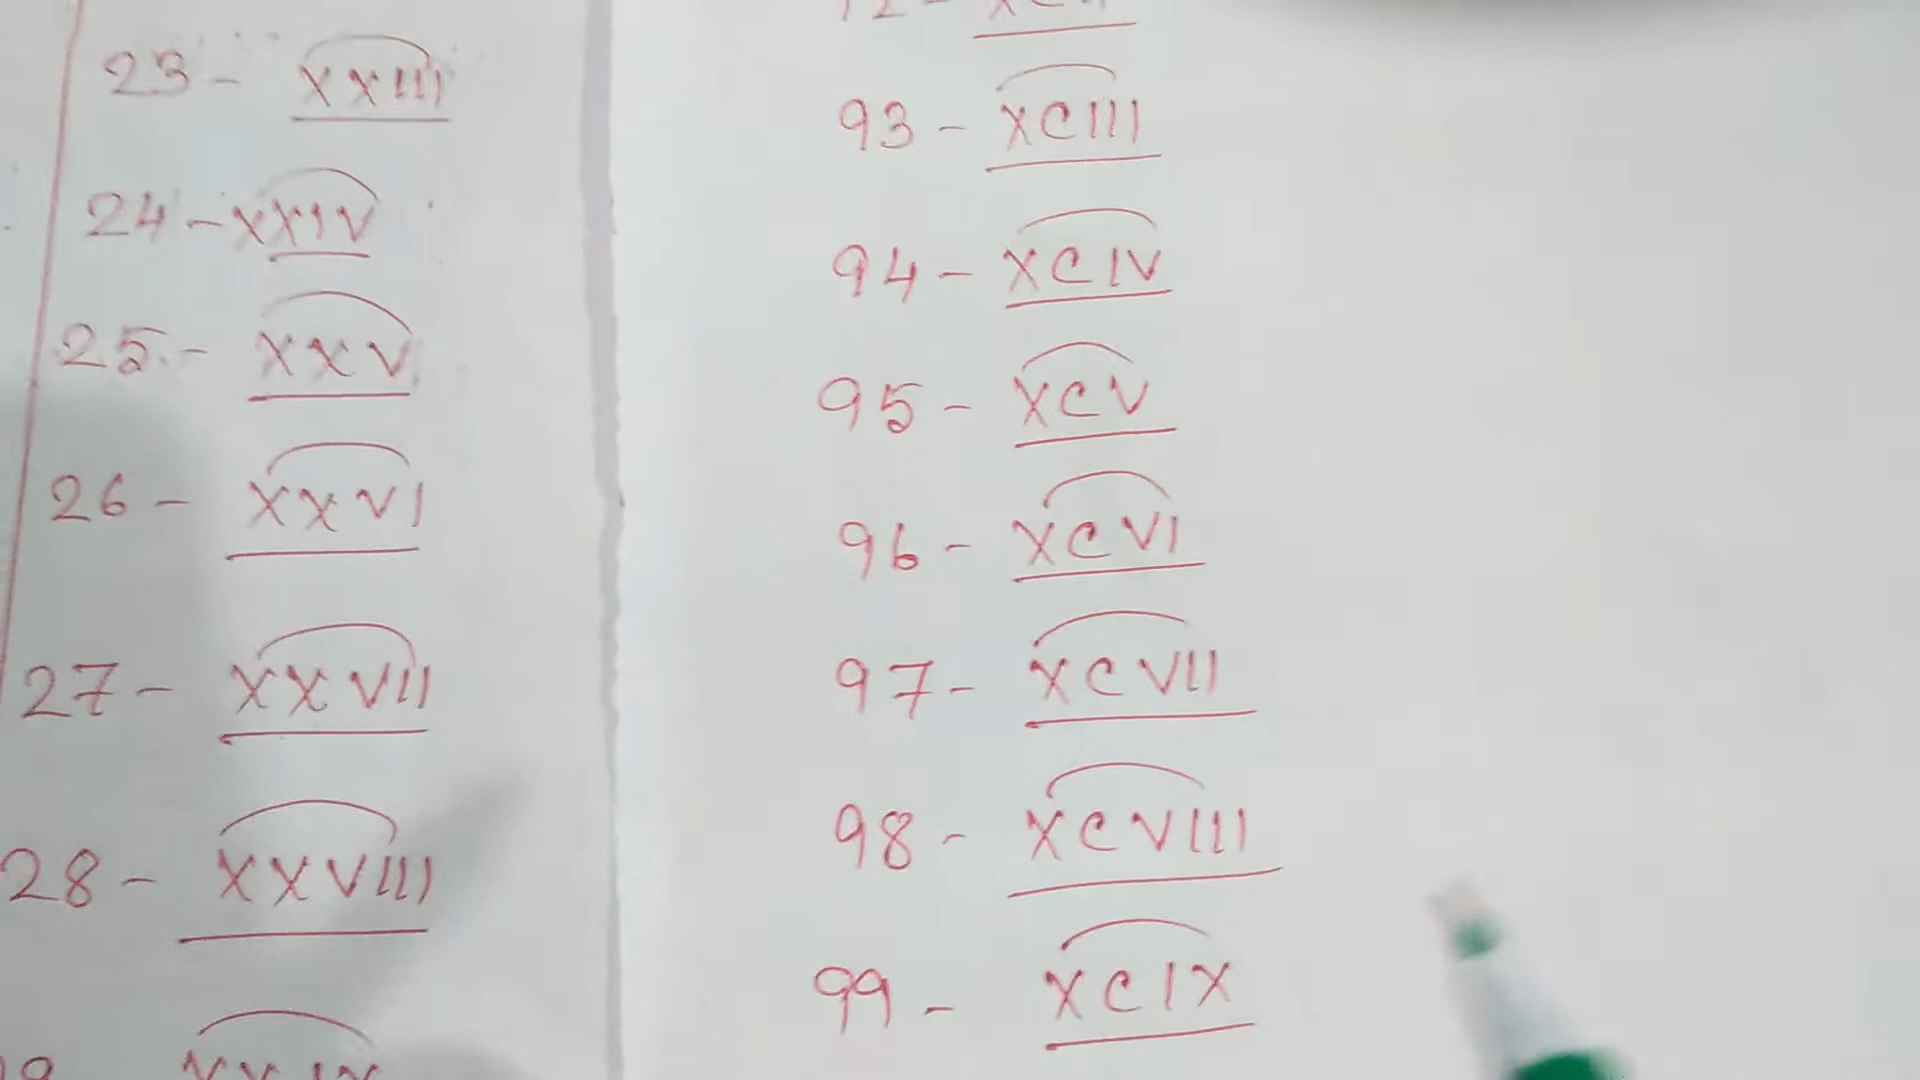 23- XXIII
24-XXIV
25- XXV
26- XXVI
27- XXVII
28- XXVIII
XXIX
93- XCIII
94- XCIV
95- XCV
96- XCVI
97- XCVII
98- XCVIII
99- XCIX